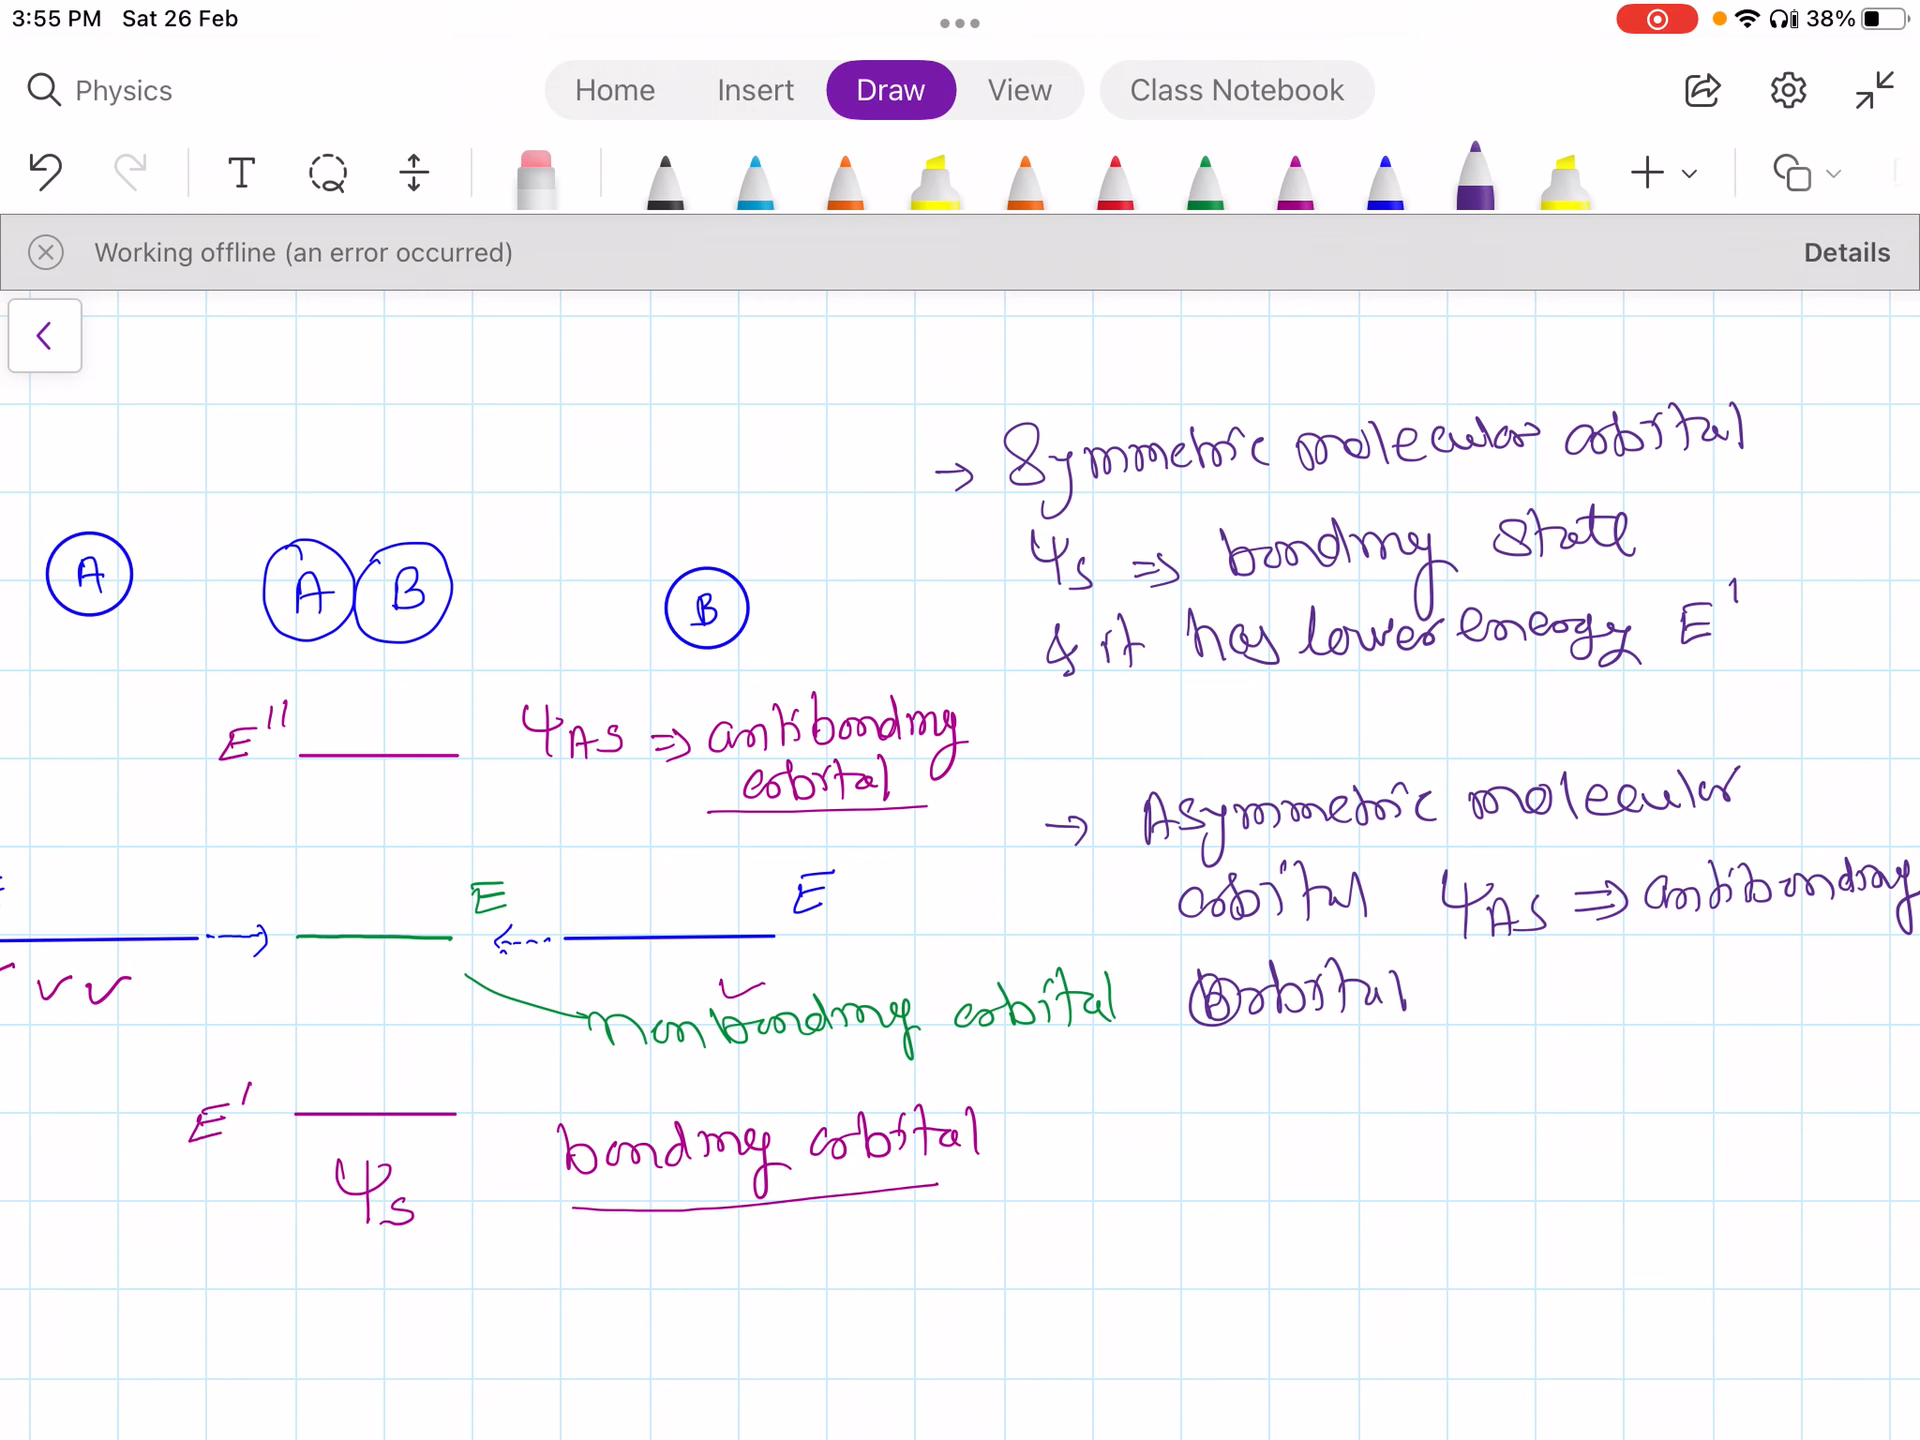 3:55 PM Sat 26 Feb
38%
Physics
Home Insert Draw View Class Notebook
T
Working offline (an error occurred) Details
→ Symmetric molecular orbital
Ψs ⇒ bonding state
& it has lower energy E'
A
A B
B
E'' ΨAS ⇒ antibonding
orbital
→ Asymmetric molecular
orbital ΨAS ⇒ antibonding
orbital
E E
nonbonding orbital
E' bonding orbital
Ψs